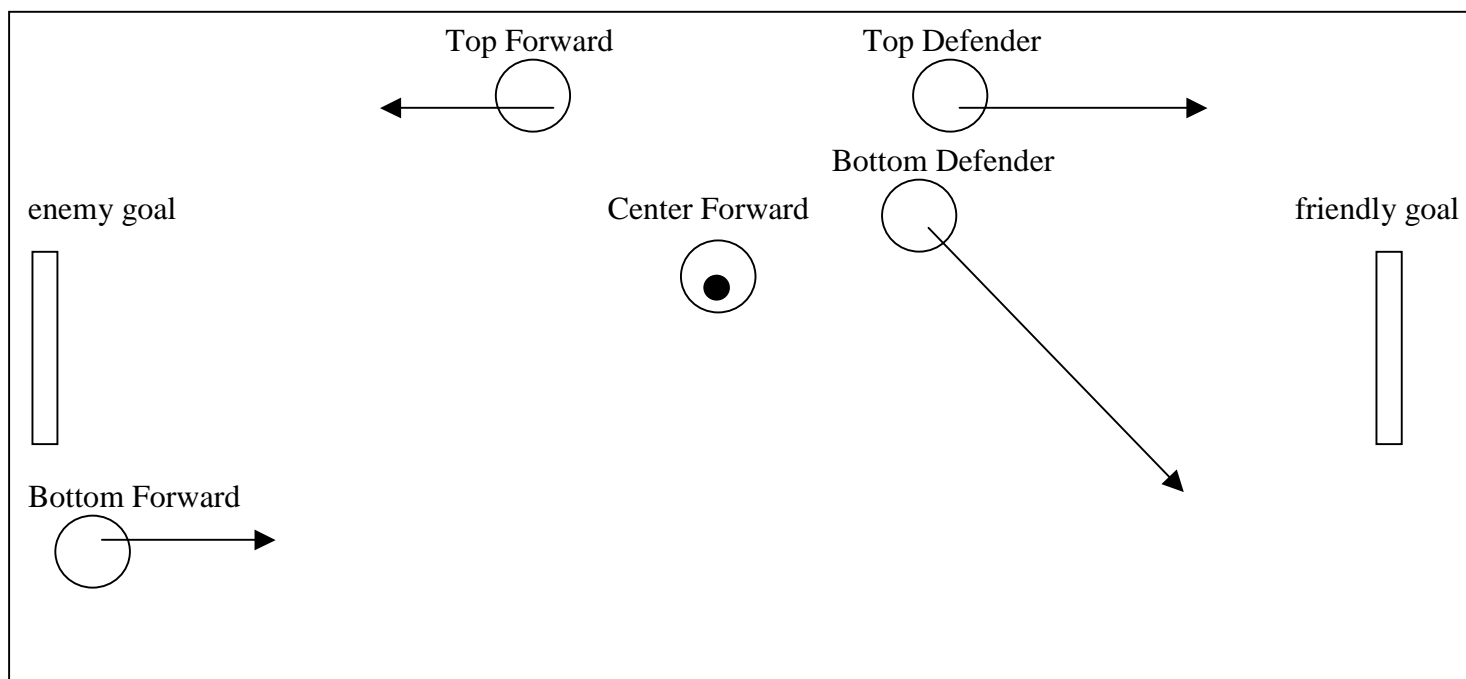 Top Forward
Top Defender
Bottom Defender
enemy goal
Center Forward
friendly goal
Bottom Forward